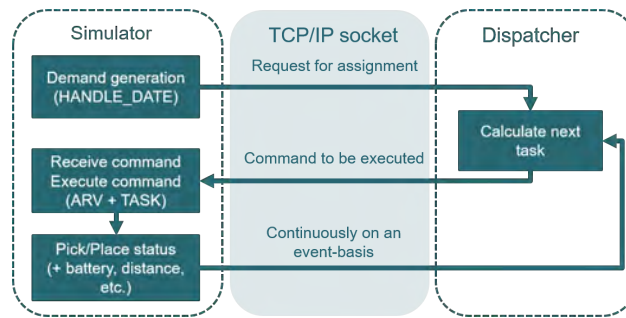 Simulator
TCP/IP socket
Dispatcher
Demand generation
(HANDLE_DATE)
Request for assignment
Calculate next
task
Receive command
Execute command
(ARV + TASK)
Command to be executed
Pick/Place status
(+ battery, distance,
etc.)
Continuously on an
event-basis